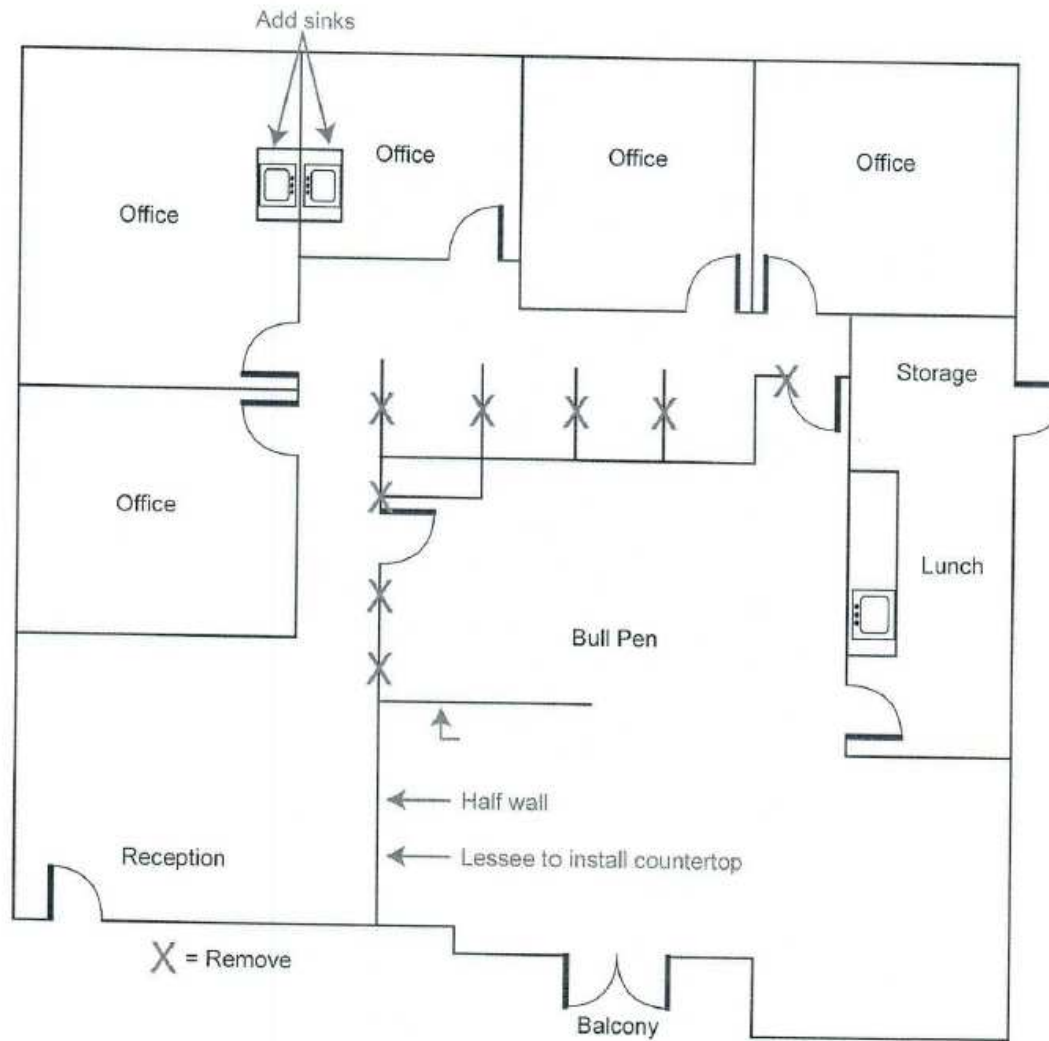 Add sinks
Office
Office
Office
Office
Storage
Office
Lunch
Bull Pen
Half wall
Reception
Lessee to install countertop
X = Remove
Balcony